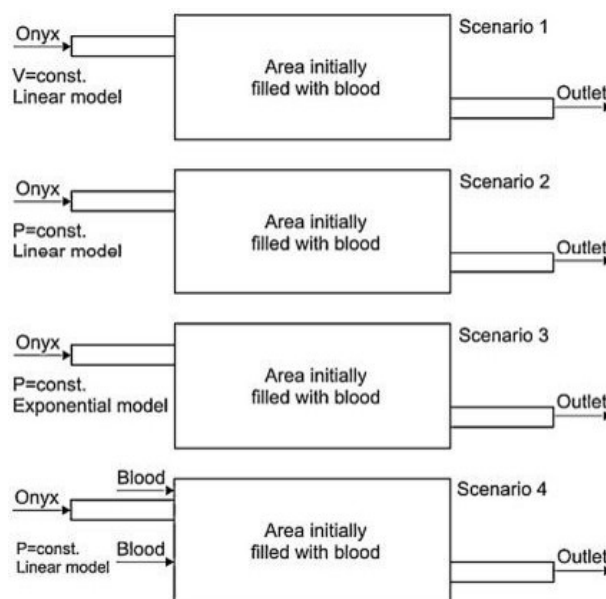 Scenario 1
Onyx
V=const.
Linear model
Area initially
filled with blood
Outlet
Scenario 2
Onyx
P=const.
Linear model
Area initially
filled with blood
Outlet
Scenario 3
Onyx
P=const.
Exponential model
Area initially
filled with blood
Outlet
Scenario 4
Blood
Onyx
P=const.
Linear model
Blood
Area initially
filled with blood
Outlet